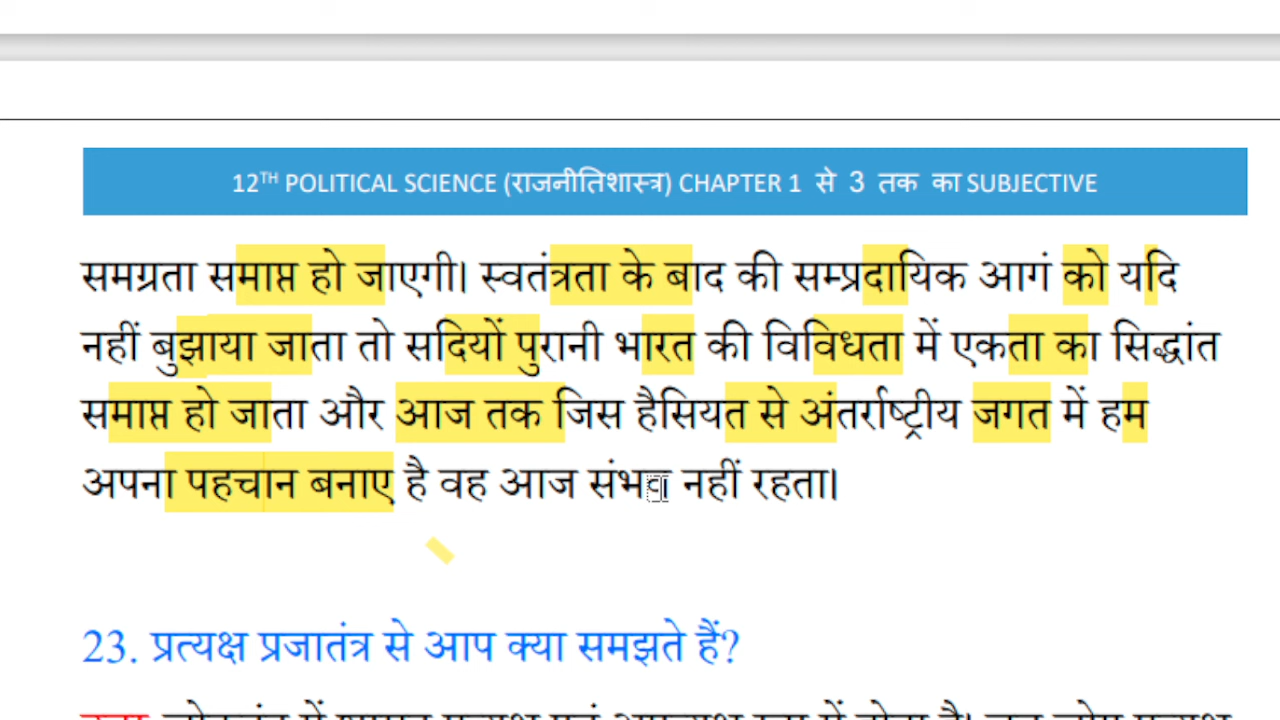 12TH POLITICAL SCIENCE (राजनीतिशास्त्र) CHAPTER 1 से 3 तक का SUBJECTIVE
समग्रता समाप्त हो जाएगी। स्वतंत्रता के बाद की सम्प्रदायिक आगं को यदि
नहीं बुझाया जाता तो सदियों पुरानी भारत की विविधता में एकता का सिद्धांत
समाप्त हो जाता और आज तक जिस हैसियत से अंतर्राष्ट्रीय जगत में हम
अपना पहचान बनाए है वह आज संभव नहीं रहता।
23. प्रत्यक्ष प्रजातंत्र से आप क्या समझते हैं?